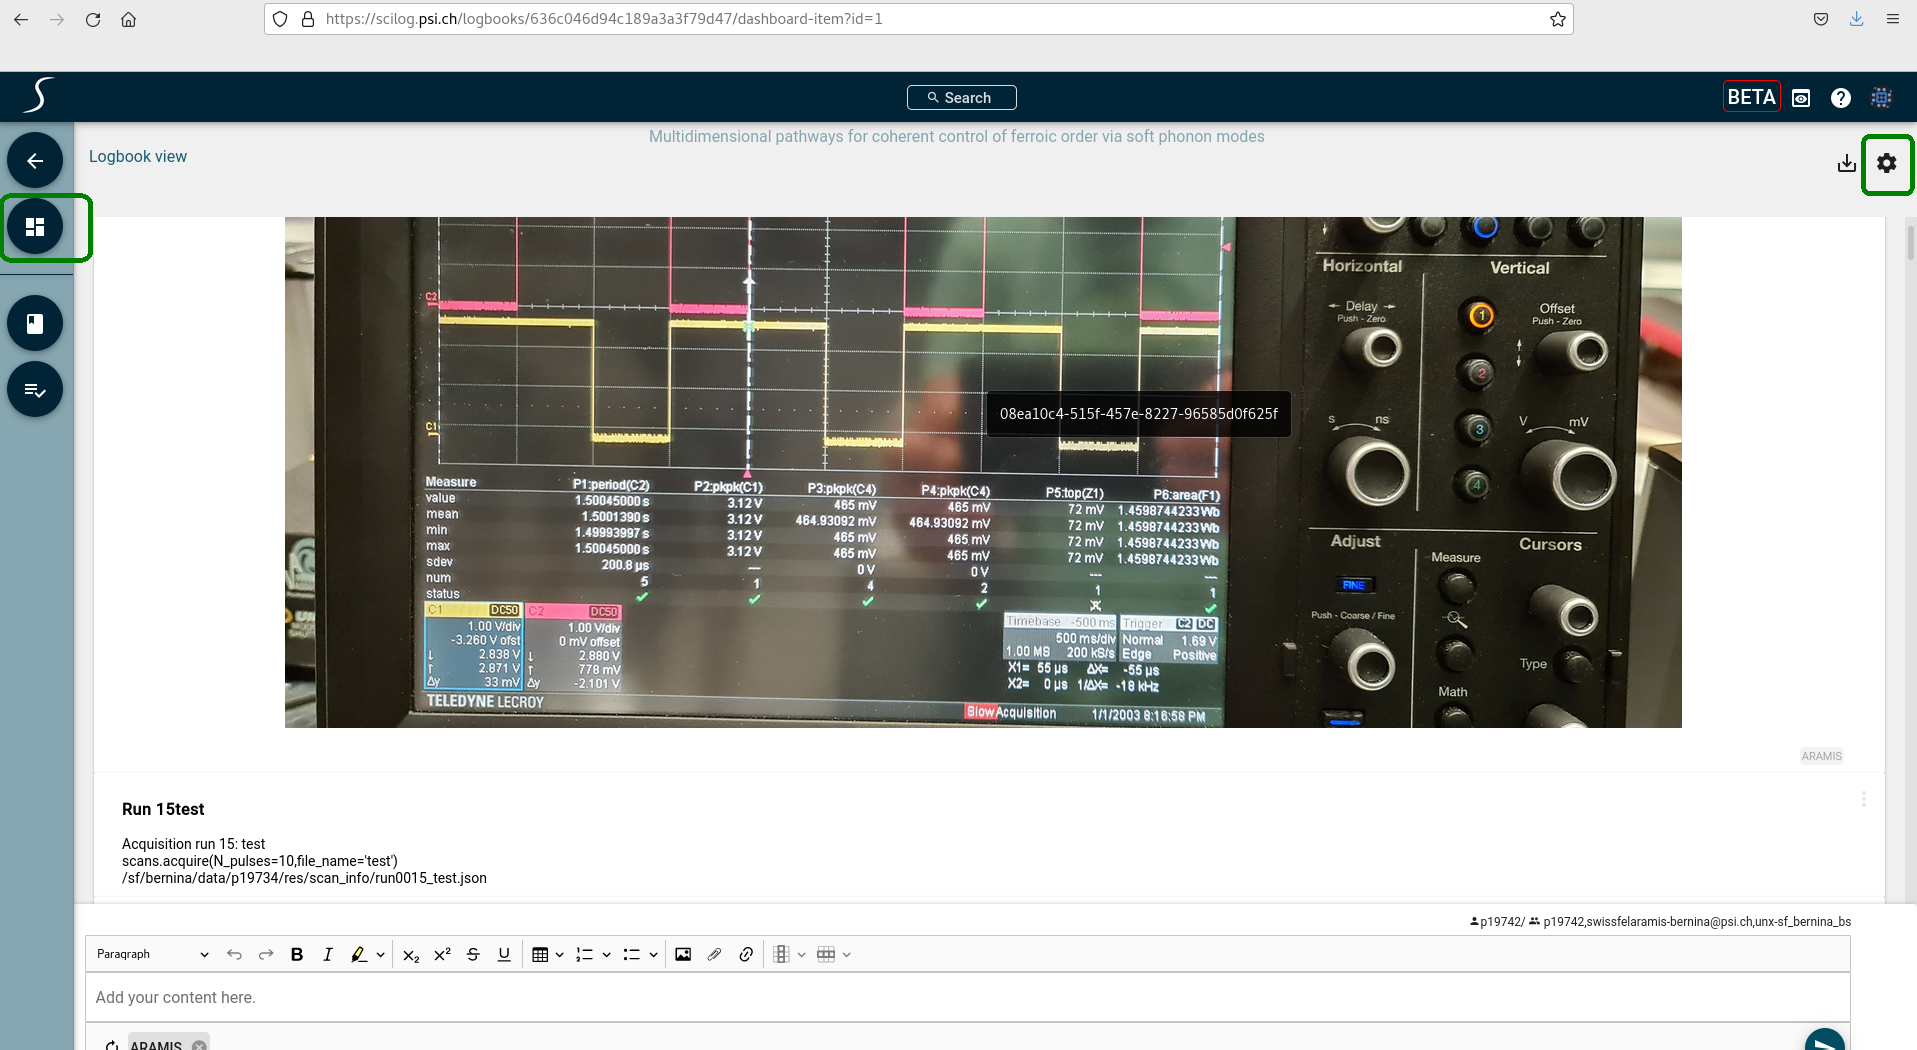 https://scilog.psi.ch/logbooks/636c046d94c189a3a3f79d47/dashboard-item?id=1
Search
BETA
Multidimensional pathways for coherent control of ferroic order via soft phonon modes
Logbook view
Horizontal
Vertical
Delay
Push - Zero
Offset
Push - Zero
C2
1
2
3
4
s ns
V mV
C1
08ea10c4-515f-457e-8227-96585d0f625f
Measure P1:period(C2) P2:pkpk(C1) P3:pkpk(C4) P4:pkpk(C4) P5:top(Z1) P6:area(F1)
value 1.50045000 s 3.12 V 465 mV 465 mV 72 mV 1.4598744233 Wb
mean 1.5001390 s 3.12 V 464.93092 mV 464.93092 mV 72 mV 1.4598744233 Wb
min 1.49993997 s 3.12 V 465 mV 465 mV 72 mV 1.4598744233 Wb
max 1.50045000 s 3.12 V 465 mV 465 mV 72 mV 1.4598744233 Wb
sdev 200.8 µs --- 0 V 0 V --- ---
num 5 1 4 2 1 1
status
C1 DC50 C2 DC50
1.00 V/div 1.00 V/div
-3.260 V ofst 0 mV offset
2.838 V 2.880 V
2.871 V 778 mV
Δy 33 mV Δy -2.101 V
Timebase -500 ms Trigger C2 DC
500 ms/div Normal 1.69 V
1.00 MS 200 kS/s Edge Positive
X1= 55 µs ΔX= -55 µs
X2= 0 µs 1/ΔX= -18 kHz
TELEDYNE LECROY
Slow Acquisition 1/1/2003 8:16:58 PM
Adjust
Cursors
Measure
FINE
Push - Coarse / Fine
Type
Math
ARAMIS
Run 15test
Acquisition run 15: test
scans.acquire(N_pulses=10,file_name='test')
/sf/bernina/data/p19734/res/scan_info/run0015_test.json
p19742/ p19742,swissfelaramis-bernina@psi.ch,unx-sf_bernina_bs
Paragraph
Add your content here.
ARAMIS